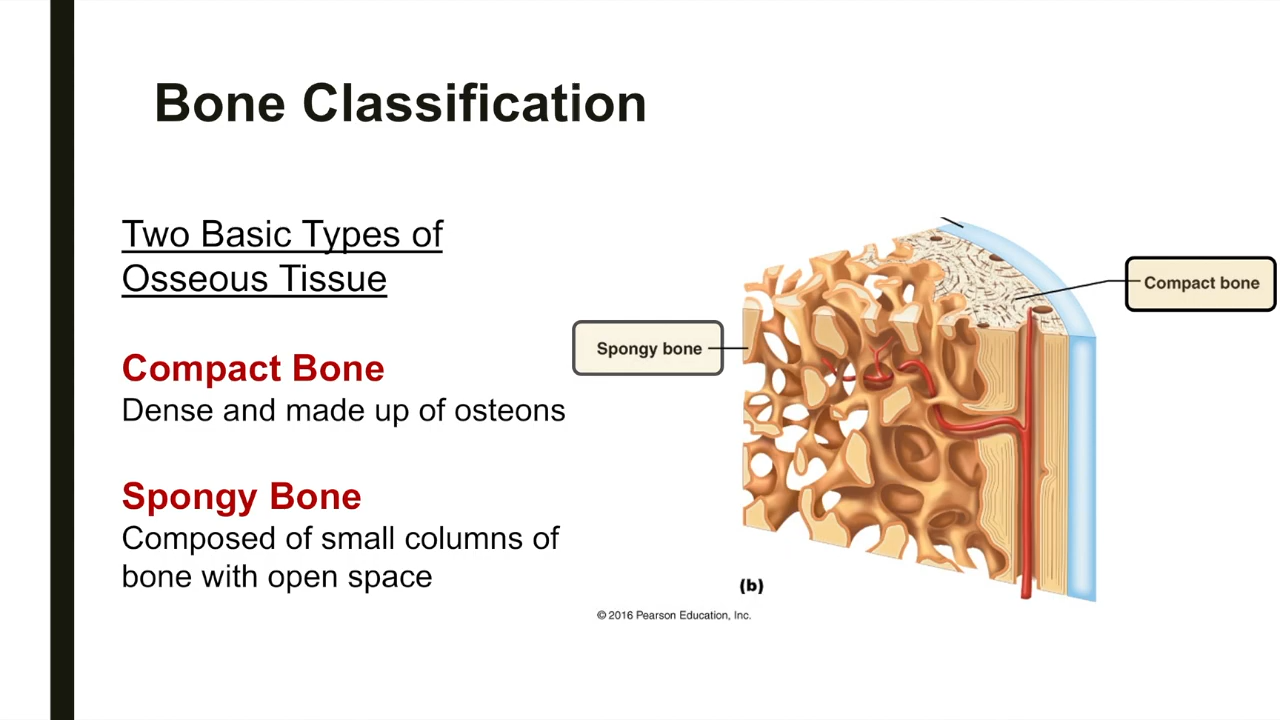 Bone Classification
Two Basic Types of
Osseous Tissue
Compact Bone
Dense and made up of osteons
Spongy Bone
Composed of small columns of
bone with open space
Spongy bone
Compact bone
(b)
© 2016 Pearson Education, Inc.